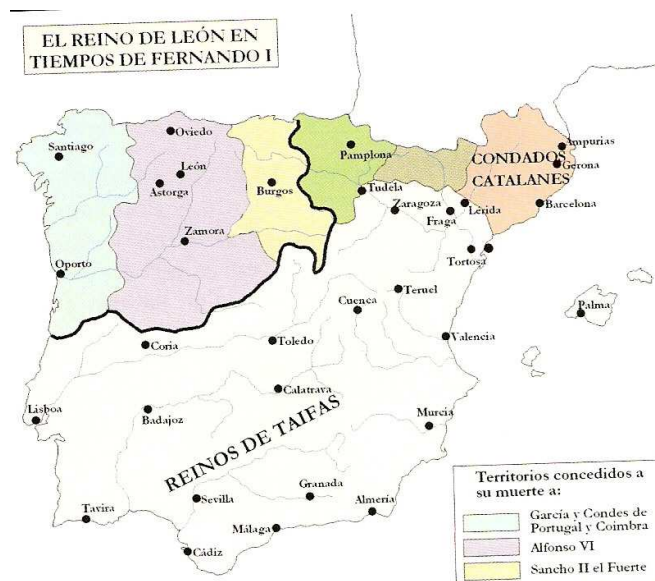 EL REINO DE LEÓN EN
TIEMPOS DE FERNANDO I
Oviedo
Santiago
León
Astorga
Burgos
Pamplona
CONDADOS
CATALANES
Ampurias
Gerona
Tudela
Zaragoza
Fraga
Lérida
Barcelona
Zamora
Oporto
Tortosa
Teruel
Cuenca
Palma
Coria
Toledo
Valencia
Calatrava
Lisboa
Badajoz
REINOS DE TAIFAS
Murcia
Tavira
Sevilla
Granada
Almería
Málaga
Cádiz
Territorios concedidos a
su muerte a:
García y Condes de
Portugal y Coimbra
Alfonso VI
Sancho II el Fuerte